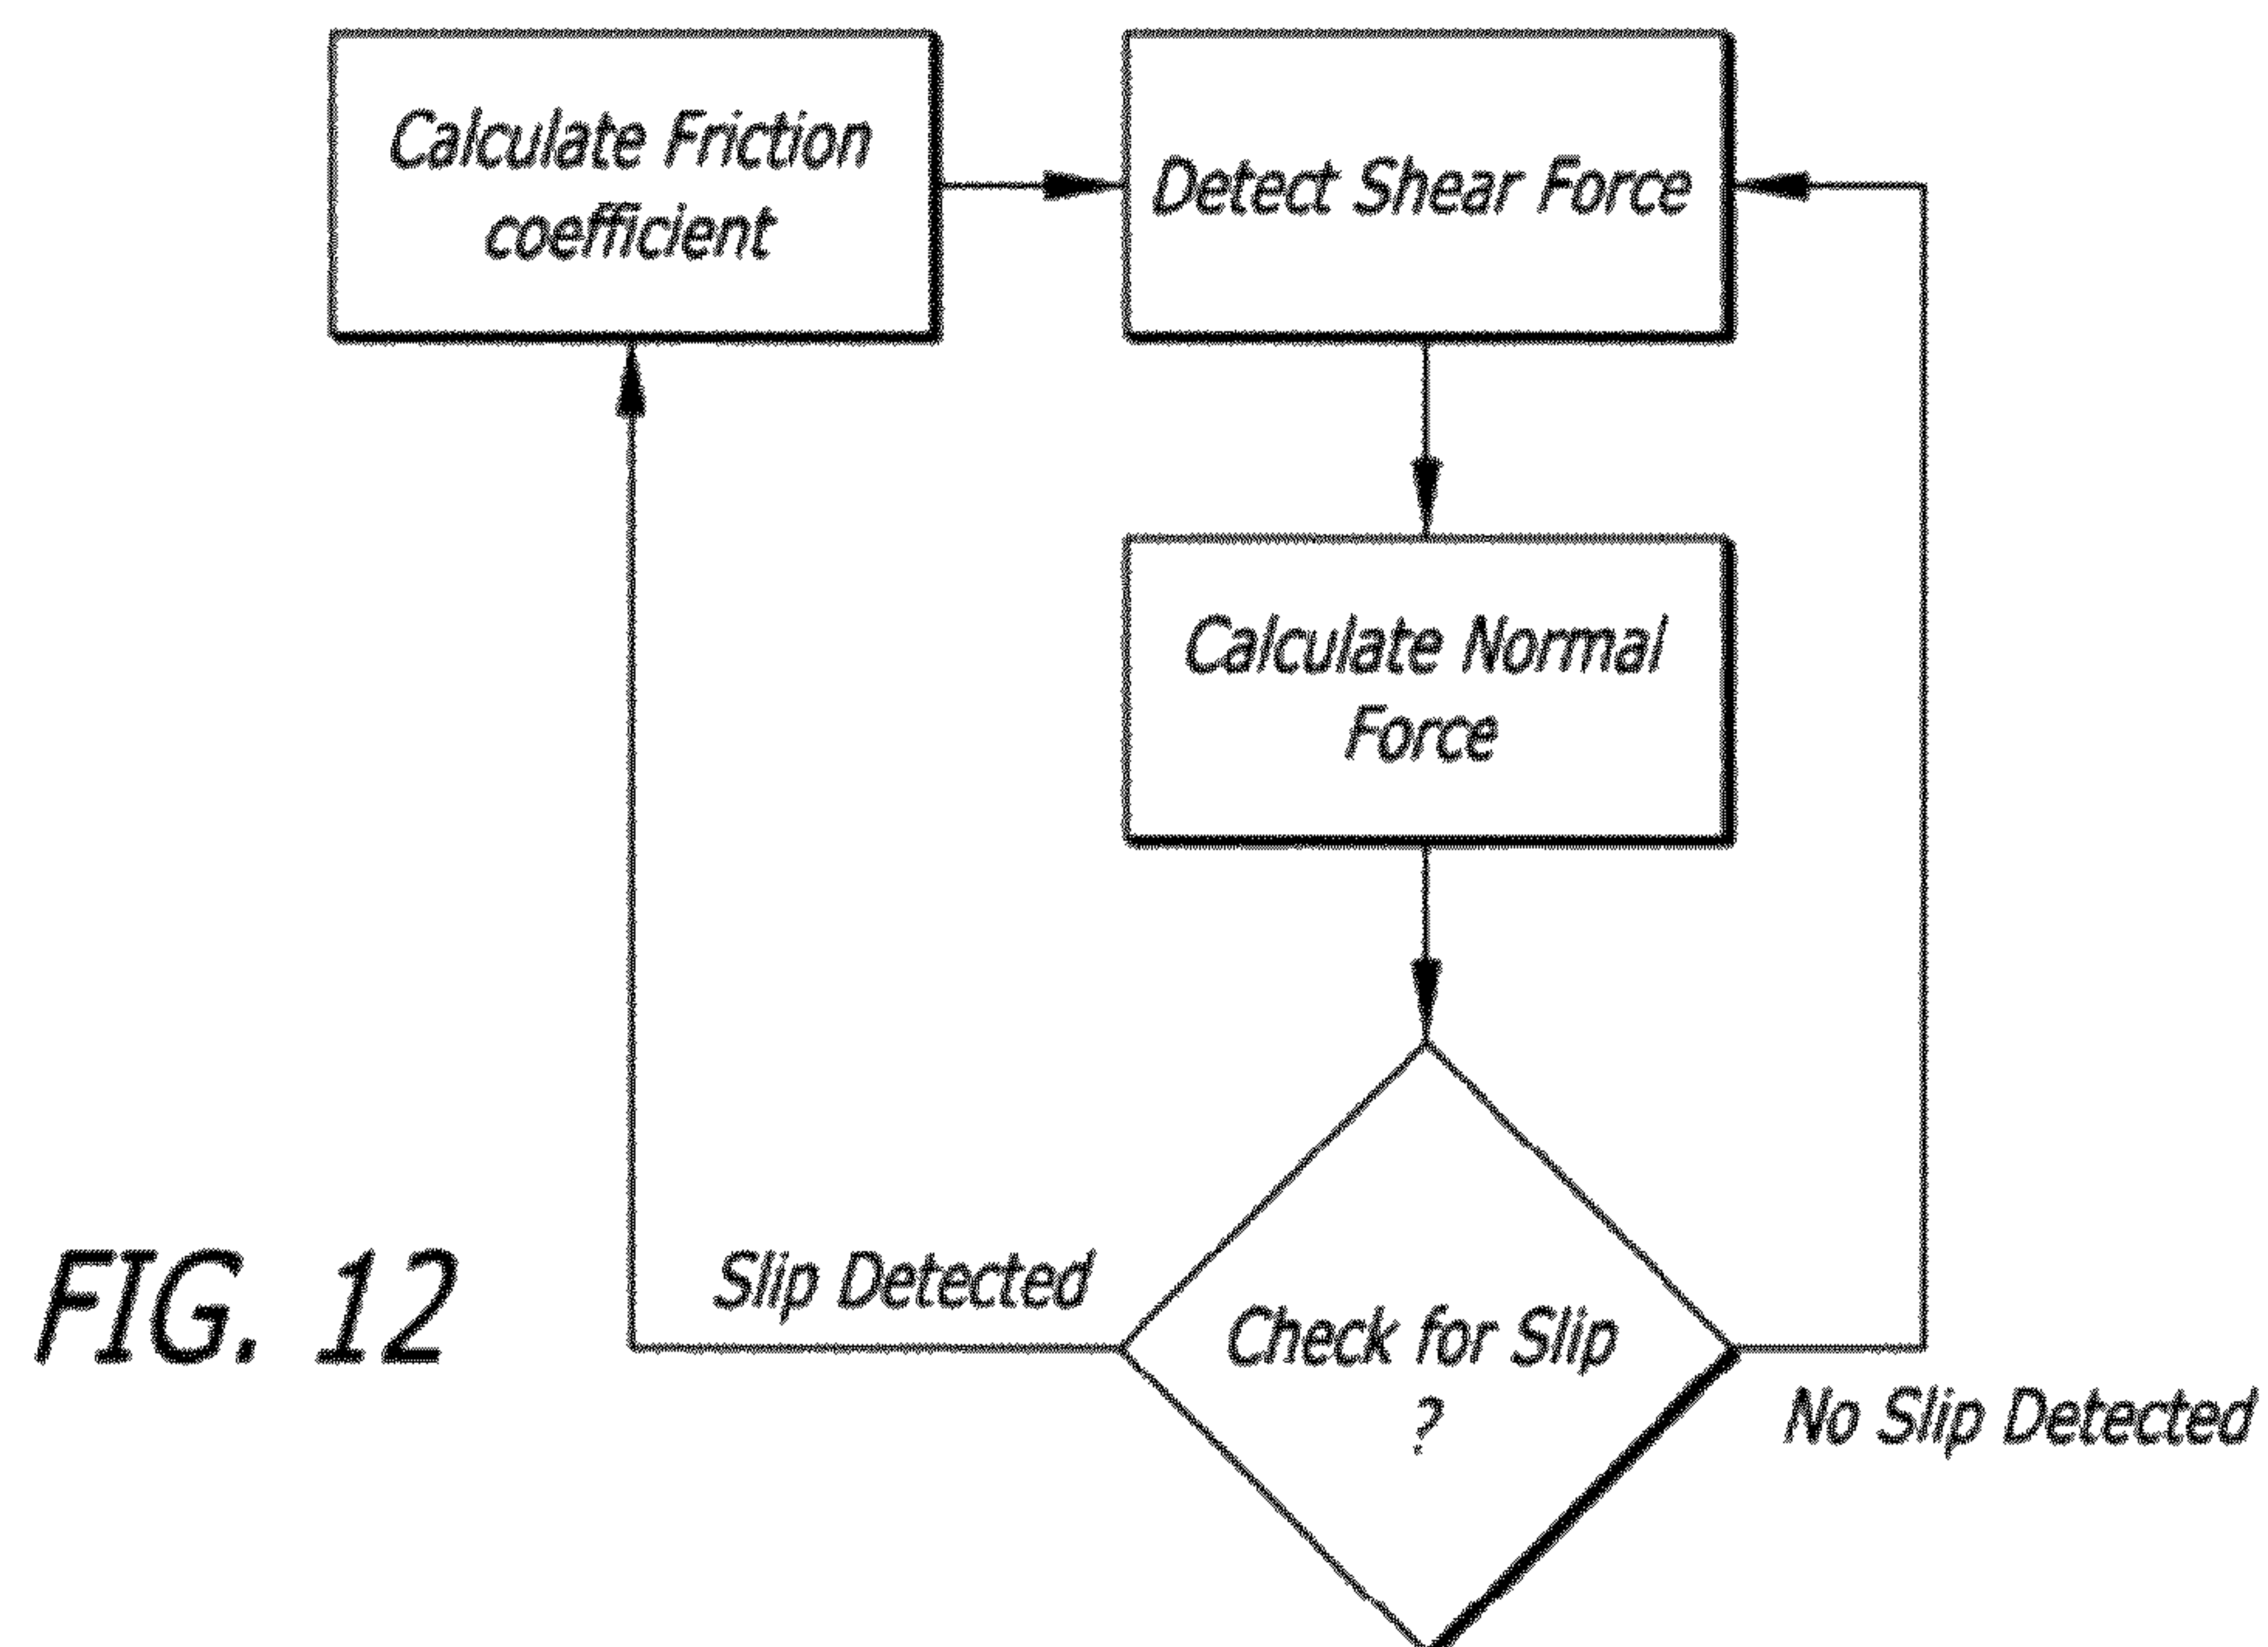 Calculate Friction
coefficient
Detect Shear Force
Calculate Normal
Force
Slip Detected
Check for Slip
?
No Slip Detected
FIG. 12